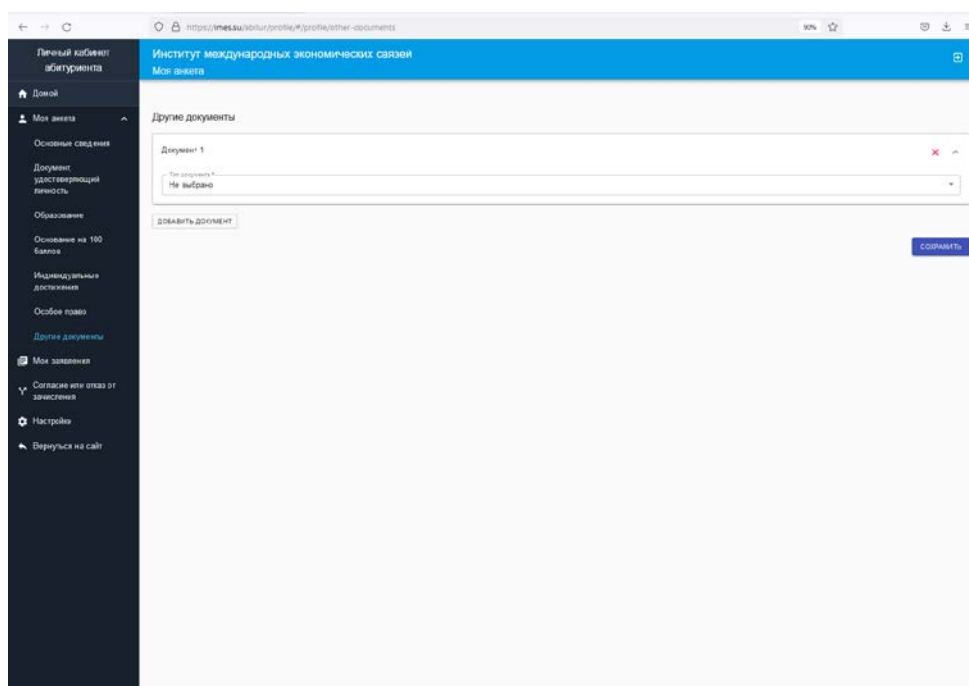 https://imes.su/abitur/profile/#/profile/other-documents
90%
Личный кабинет
абитуриента
Институт международных экономических связей
Моя анкета
Домой
Моя анкета
Основные сведения
Документ,
удостоверяющий
личность
Образование
Основание на 100
баллов
Индивидуальные
достижения
Особое право
Другие документы
Мои заявления
Согласие или отказ от
зачисления
Настройки
Вернуться на сайт
Другие документы
Документ 1
Тип документа *
Не выбрано
ДОБАВИТЬ ДОКУМЕНТ
СОХРАНИТЬ